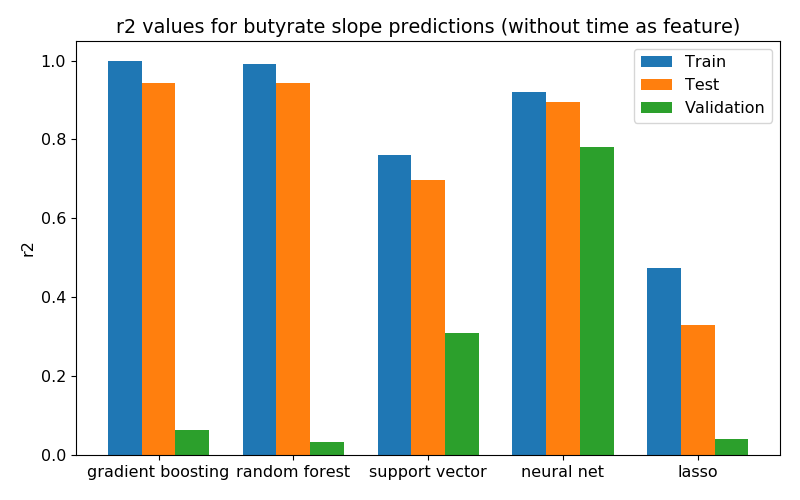 r2 values for butyrate slope predictions (without time as feature)
Train
Test
Validation
r2
1.0
0.8
0.6
0.4
0.2
0.0
gradient boosting random forest support vector neural net lasso